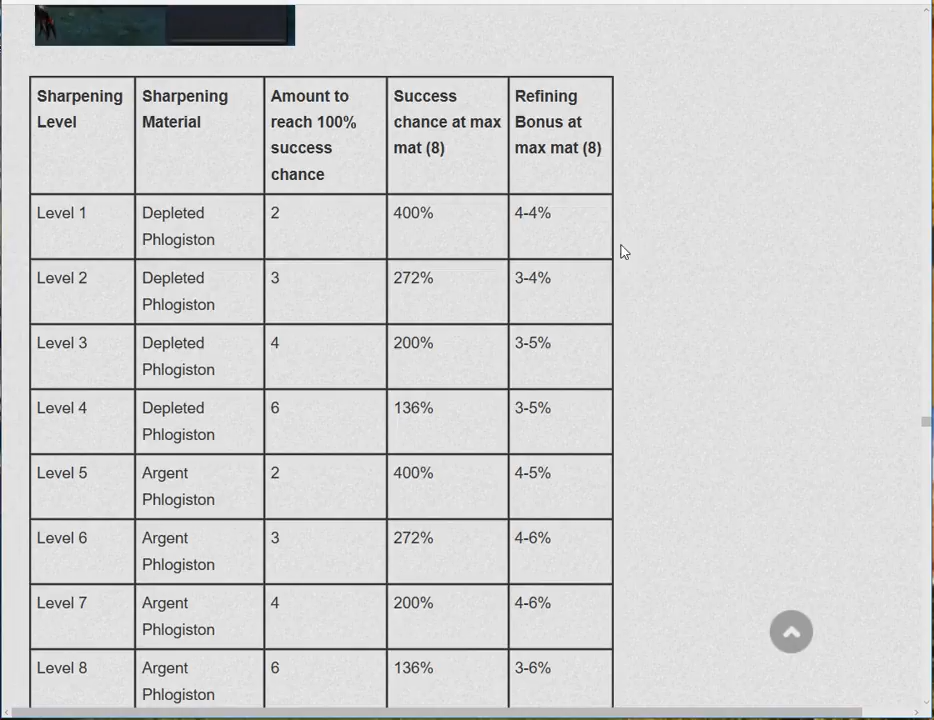 Sharpening Level | Sharpening Material | Amount to reach 100% success chance | Success chance at max mat (8) | Refining Bonus at max mat (8)
Level 1 | Depleted Phlogiston | 2 | 400% | 4-4%
Level 2 | Depleted Phlogiston | 3 | 272% | 3-4%
Level 3 | Depleted Phlogiston | 4 | 200% | 3-5%
Level 4 | Depleted Phlogiston | 6 | 136% | 3-5%
Level 5 | Argent Phlogiston | 2 | 400% | 4-5%
Level 6 | Argent Phlogiston | 3 | 272% | 4-6%
Level 7 | Argent Phlogiston | 4 | 200% | 4-6%
Level 8 | Argent Phlogiston | 6 | 136% | 3-6%